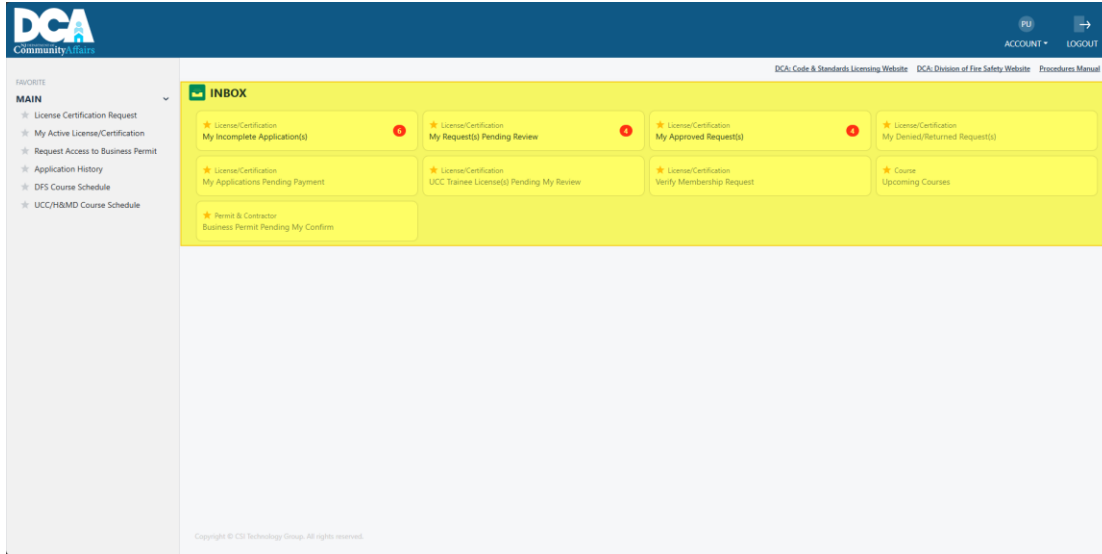 DCA
NJ DEPARTMENT OF
CommunityAffairs
PU
ACCOUNT
LOGOUT
DCA: Code & Standards Licensing Website DCA: Division of Fire Safety Website Procedures Manual
FAVORITE
MAIN
License Certification Request
My Active License/Certification
Request Access to Business Permit
Application History
DFS Course Schedule
UCC/H&MD Course Schedule
INBOX
License/Certification
My Incomplete Application(s)
6
License/Certification
My Request(s) Pending Review
4
License/Certification
My Approved Request(s)
4
License/Certification
My Denied/Returned Request(s)
License/Certification
My Applications Pending Payment
License/Certification
UCC Trainee License(s) Pending My Review
License/Certification
Verify Membership Request
Course
Upcoming Courses
Permit & Contractor
Business Permit Pending My Confirm
Copyright © CSI Technology Group. All rights reserved.